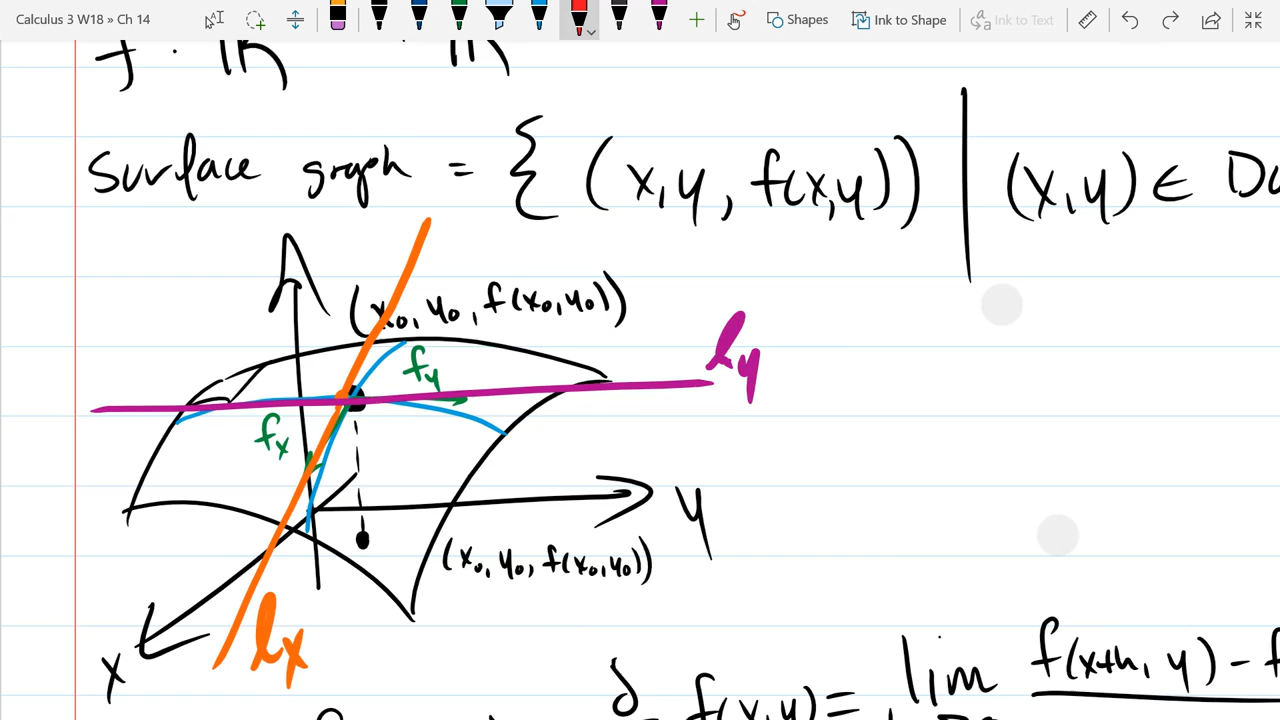 Calculus 3 W18 » Ch 14
Shapes Ink to Shape Ink to Text
f : ℝ ℝ
Surface graph = { (x,y, f(x,y)) | (x,y) ∈ Do
(x₀, y₀, f(x₀,y₀))
ℓy
fy
fx
y
(x₀, y₀, f(x₀,y₀))
ℓx
x
lim f(x+h, y) - f
∂ f(x,y) =